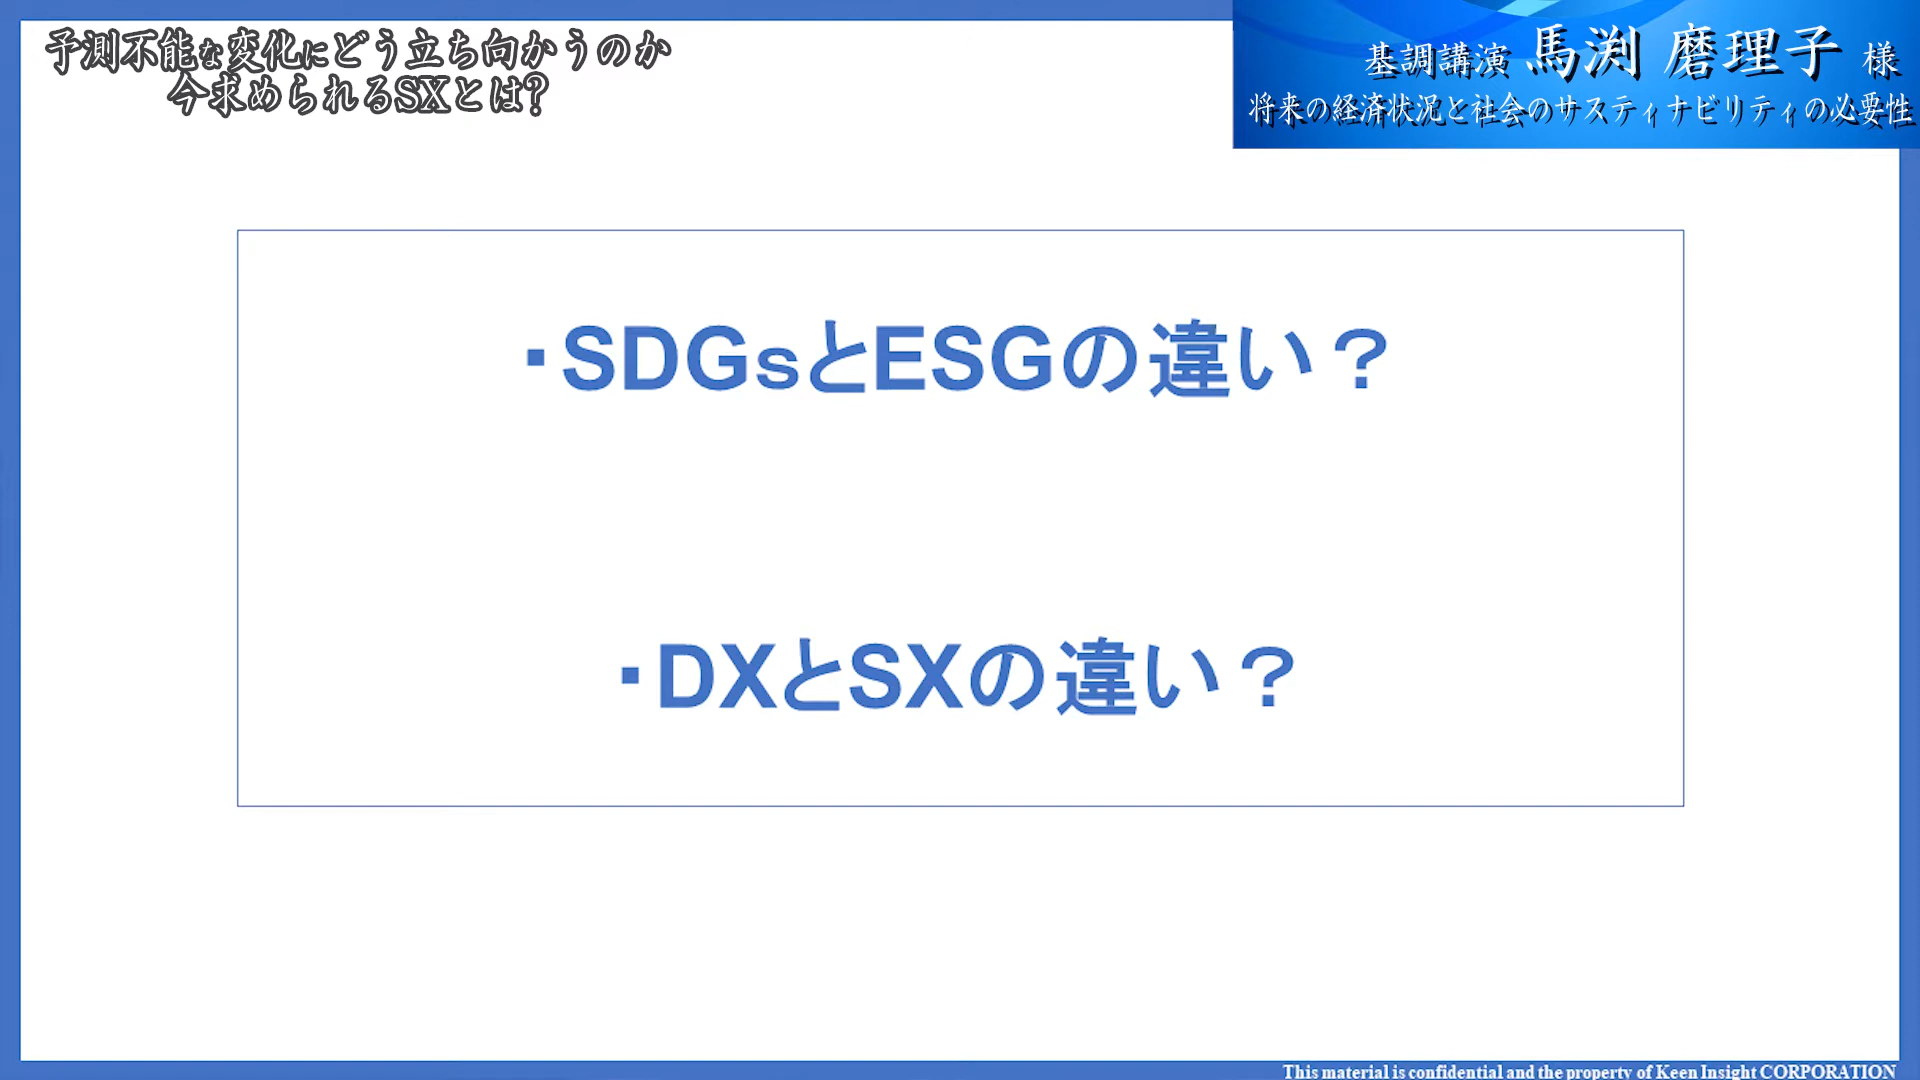 予測不能な変化にどう立ち向かうのか
今求められるSXとは?
基調講演 馬渕 磨理子 様
将来の経済状況と社会のサスティナビリティの必要性
・SDGsとESGの違い？
・DXとSXの違い？
This material is confidential and the property of Keen Insight CORPORATION